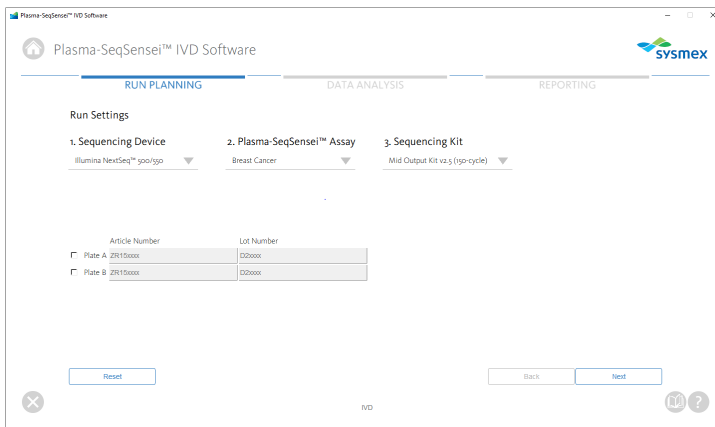 Plasma-SeqSensei™ IVD Software
Plasma-SeqSensei™ IVD Software
sysmex
RUN PLANNING
DATA ANALYSIS
REPORTING
Run Settings
1. Sequencing Device
2. Plasma-SeqSensei™ Assay
3. Sequencing Kit
Illumina NextSeq™ 500/550
Breast Cancer
Mid Output Kit v2.5 (150-cycle)
Article Number
Lot Number
Plate A
ZR15xxxx
D2xxxx
Plate B
ZR15xxxx
D2xxxx
Reset
Back
Next
IVD
?